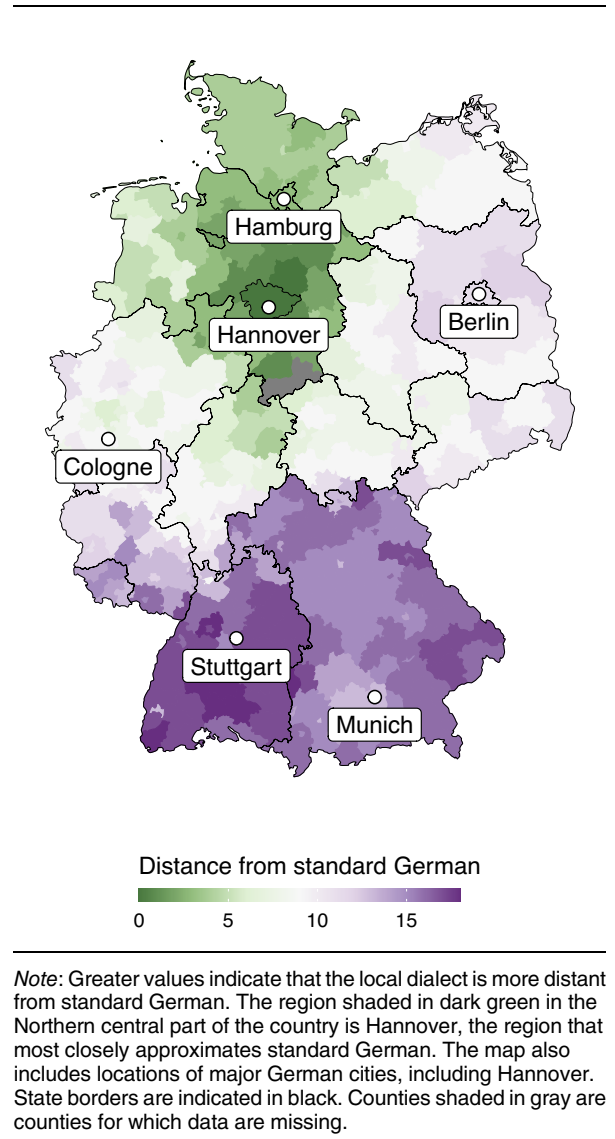 Hamburg
Hannover
Berlin
Cologne
Stuttgart
Munich
Distance from standard German
0 5 10 15
Note: Greater values indicate that the local dialect is more distant
from standard German. The region shaded in dark green in the
Northern central part of the country is Hannover, the region that
most closely approximates standard German. The map also
includes locations of major German cities, including Hannover.
State borders are indicated in black. Counties shaded in gray are
counties for which data are missing.